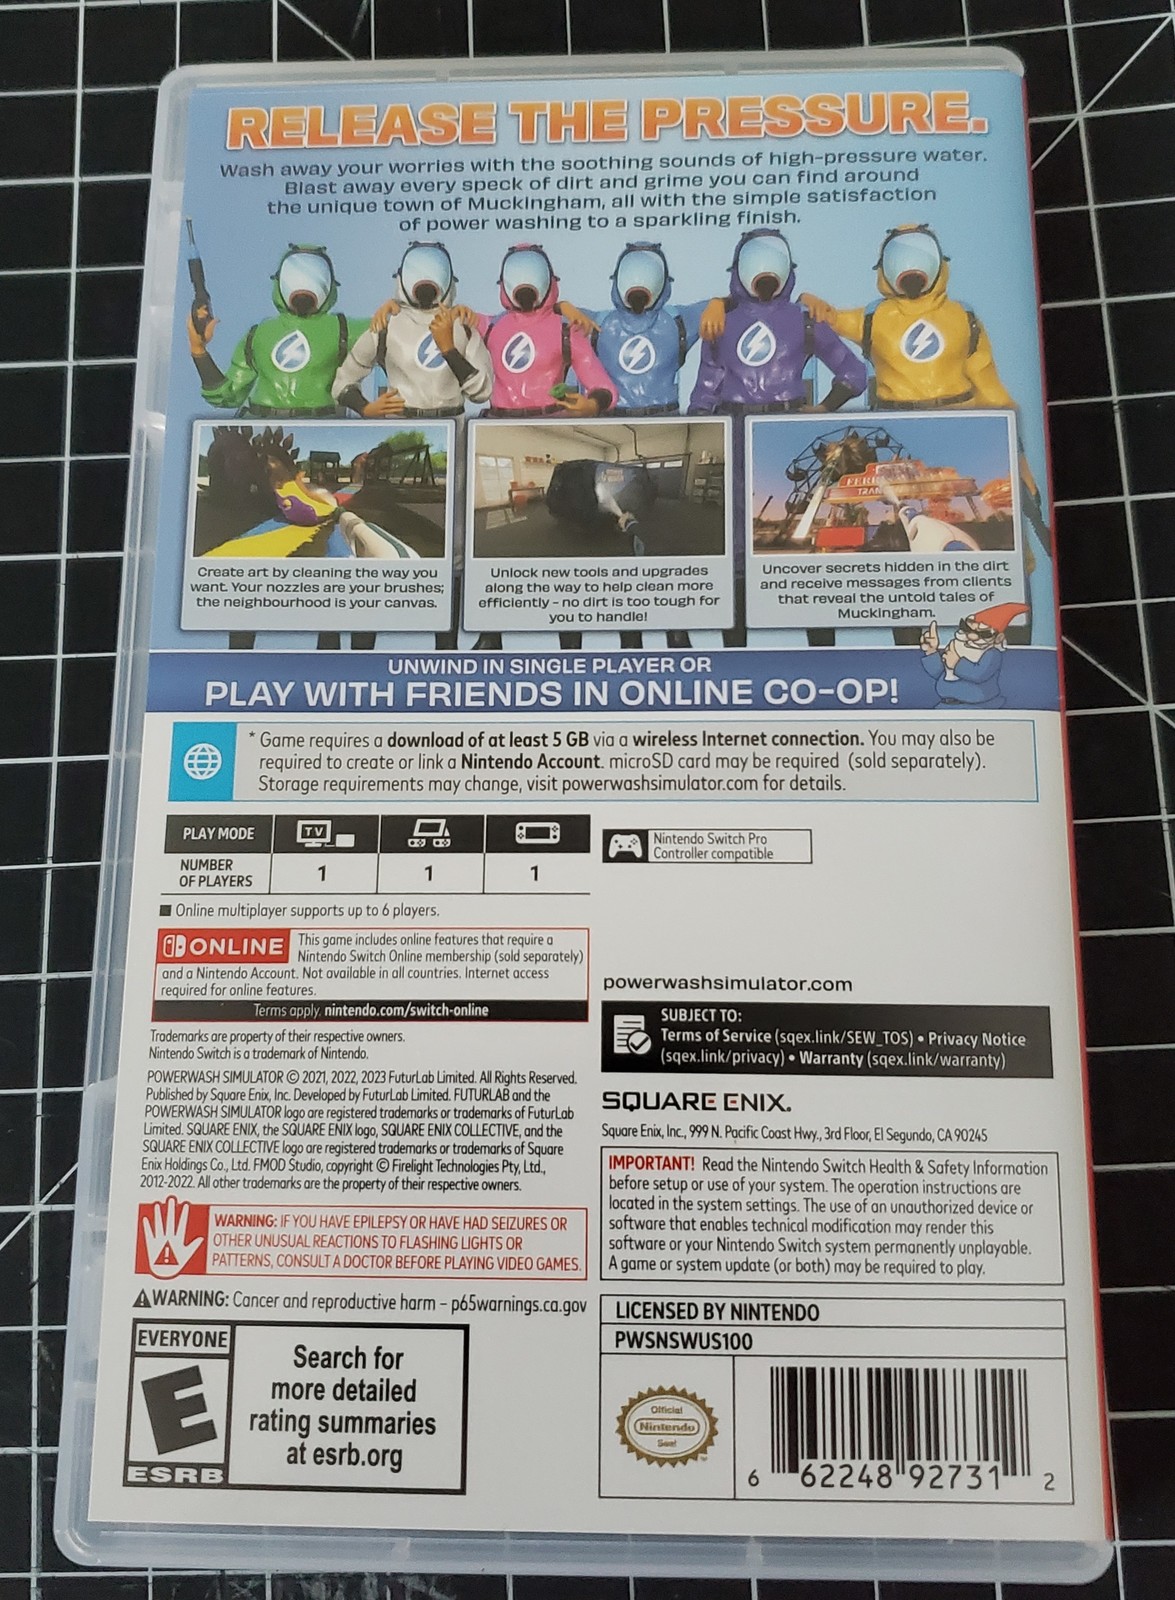 RELEASE THE PRESSURE.
Wash away your worries with the soothing sounds of high-pressure water.
Blast away every speck of dirt and grime you can find around
the unique town of Muckingham, all with the simple satisfaction
of power washing to a sparkling finish.
Create art by cleaning the way you
want. Your nozzles are your brushes;
the neighbourhood is your canvas.
Unlock new tools and upgrades
along the way to help clean more
efficiently - no dirt is too tough for
you to handle!
Uncover secrets hidden in the dirt
and receive messages from clients
that reveal the untold tales of
Muckingham.
UNWIND IN SINGLE PLAYER OR
PLAY WITH FRIENDS IN ONLINE CO-OP!
* Game requires a download of at least 5 GB via a wireless Internet connection. You may also be
required to create or link a Nintendo Account. microSD card may be required (sold separately).
Storage requirements may change, visit powerwashsimulator.com for details.
PLAY MODE
TV
NUMBER
OF PLAYERS
1
1
1
Nintendo Switch Pro
Controller compatible
■ Online multiplayer supports up to 6 players.
ONLINE
This game includes online features that require a
Nintendo Switch Online membership (sold separately)
and a Nintendo Account. Not available in all countries. Internet access
required for online features.
Terms apply. nintendo.com/switch-online
Trademarks are property of their respective owners.
Nintendo Switch is a trademark of Nintendo.
POWERWASH SIMULATOR © 2021, 2022, 2023 FuturLab Limited. All Rights Reserved.
Published by Square Enix, Inc. Developed by FuturLab Limited. FUTURLAB and the
POWERWASH SIMULATOR logo are registered trademarks or trademarks of FuturLab
Limited. SQUARE ENIX, the SQUARE ENIX logo, SQUARE ENIX COLLECTIVE, and the
SQUARE ENIX COLLECTIVE logo are registered trademarks or trademarks of Square
Enix Holdings Co., Ltd. FMOD Studio, copyright © Firelight Technologies Pty, Ltd.,
2012-2022. All other trademarks are the property of their respective owners.
WARNING: IF YOU HAVE EPILEPSY OR HAVE HAD SEIZURES OR
OTHER UNUSUAL REACTIONS TO FLASHING LIGHTS OR
PATTERNS, CONSULT A DOCTOR BEFORE PLAYING VIDEO GAMES.
⚠WARNING: Cancer and reproductive harm – p65warnings.ca.gov
EVERYONE
E
ESRB
Search for
more detailed
rating summaries
at esrb.org
powerwashsimulator.com
SUBJECT TO:
Terms of Service (sqex.link/SEW_TOS) • Privacy Notice
(sqex.link/privacy) • Warranty (sqex.link/warranty)
SQUARE ENIX.
Square Enix, Inc., 999 N. Pacific Coast Hwy., 3rd Floor, El Segundo, CA 90245
IMPORTANT! Read the Nintendo Switch Health & Safety Information
before setup or use of your system. The operation instructions are
located in the system settings. The use of an unauthorized device or
software that enables technical modification may render this
software or your Nintendo Switch system permanently unplayable.
A game or system update (or both) may be required to play.
LICENSED BY NINTENDO
PWSNSWUS100
Official
Nintendo
Seal
6 62248 92731 2